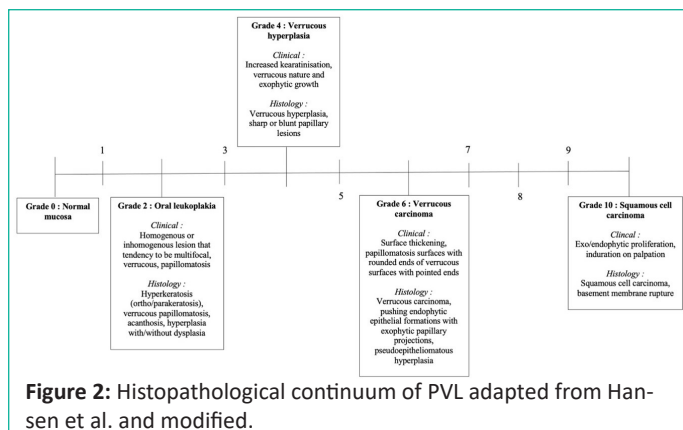 Grade 4 : Verrucous
hyperplasia
Clinical :
Increased kearatinisation,
verrucous nature and
exophytic growth
Histology :
Verrucous hyperplasia,
sharp or blunt papillary
lesions
1
3
5
7
8
9
Grade 0 : Normal
mucosa
Grade 2 : Oral leukoplakia
Clinical :
Homogenous or
inhomogenous lesion that
tendency to be multifocal,
verrucous, papillomatosis
Histology :
Hyperkeratosis
(ortho/parakeratosis),
verrucous papillomatosis,
acanthosis, hyperplasia
with/without dysplasia
Grade 6 : Verrucous
carcinoma
Clinical :
Surface thickening,
papillomatosis surfaces with
rounded ends of verrucous
surfaces with pointed ends
Histology :
Verrucous carcinoma,
pushing endophytic
epithelial formations with
exophytic papillary
projections,
pseudoepitheliomatous
hyperplasia
Grade 10 : Squamous cell
carcinoma
Clincal :
Exo/endophytic proliferation,
induration on palpation
Histology :
Squamous cell carcinoma,
basement membrane rupture
Figure 2: Histopathological continuum of PVL adapted from Han-
sen et al. and modified.